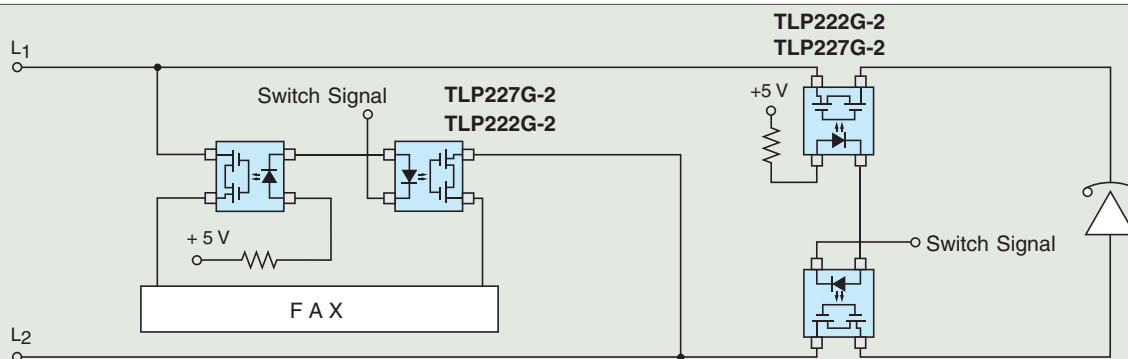 TLP222G-2
TLP227G-2
L1
+5 V
Switch Signal
TLP227G-2
TLP222G-2
+ 5 V
Switch Signal
F A X
L2